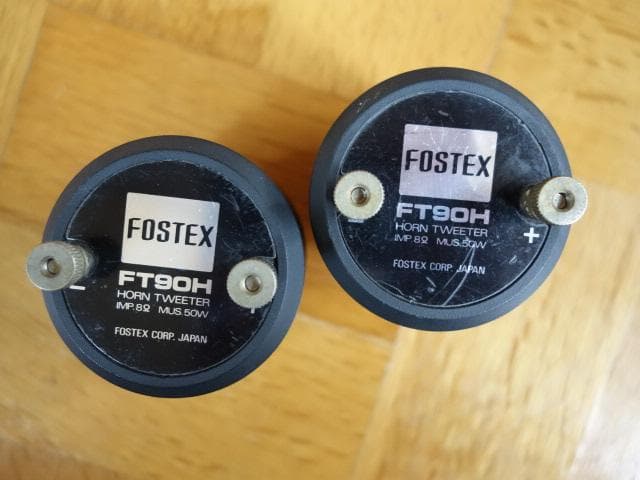 FOSTEX
FT90H
HORN TWEETER
IMP.8Ω MUS.50W
FOSTEX CORP. JAPAN
-
+
FOSTEX
FT90H
HORN TWEETER
IMP.8Ω MUS.50W
FOSTEX CORP. JAPAN
-
+